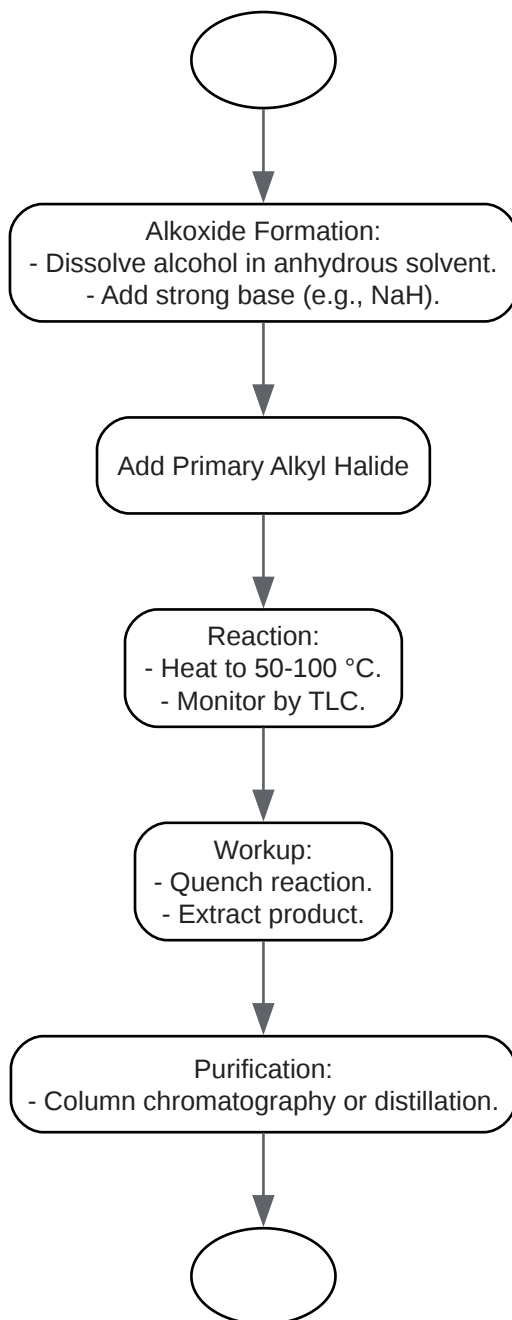 Alkoxide Formation:
- Dissolve alcohol in anhydrous solvent.
- Add strong base (e.g., NaH).
Add Primary Alkyl Halide
Reaction:
- Heat to 50-100 °C.
- Monitor by TLC.
Workup:
- Quench reaction.
- Extract product.
Purification:
- Column chromatography or distillation.